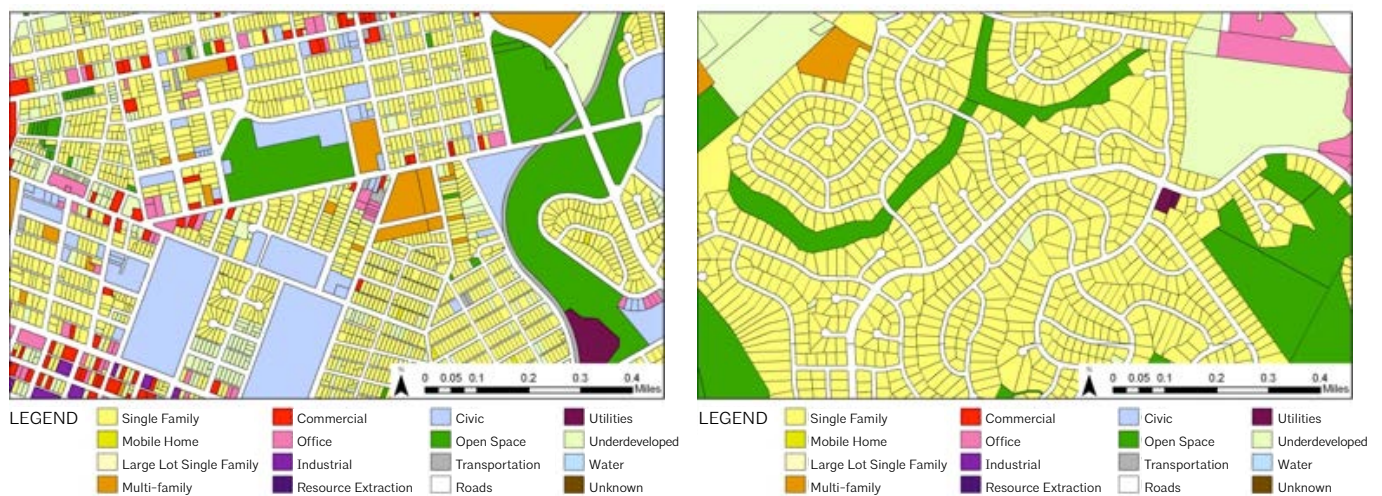 N
0 0.05 0.1 0.2 0.3 0.4
Miles
LEGEND
Single Family
Mobile Home
Large Lot Single Family
Multi-family
Commercial
Office
Industrial
Resource Extraction
Civic
Open Space
Transportation
Roads
Utilities
Underdeveloped
Water
Unknown
N
0 0.05 0.1 0.2 0.3 0.4
Miles
LEGEND
Single Family
Mobile Home
Large Lot Single Family
Multi-family
Commercial
Office
Industrial
Resource Extraction
Civic
Open Space
Transportation
Roads
Utilities
Underdeveloped
Water
Unknown